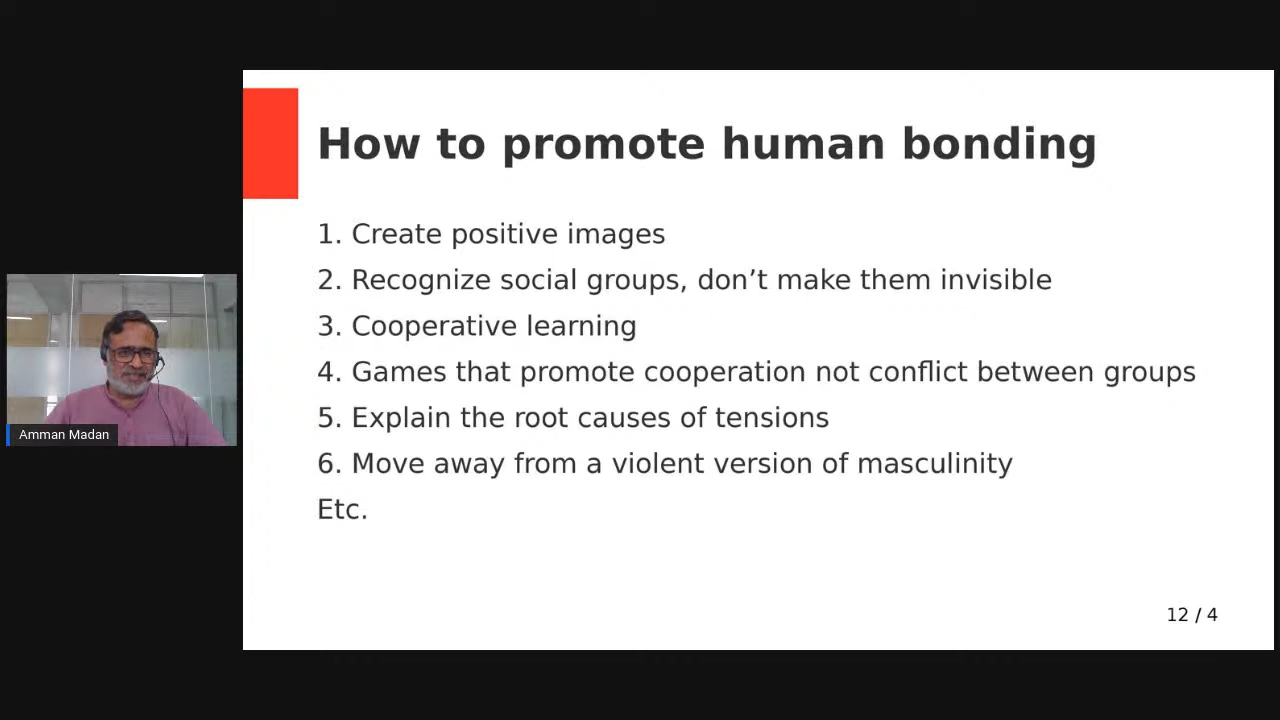 How to promote human bonding
1. Create positive images
2. Recognize social groups, don’t make them invisible
3. Cooperative learning
4. Games that promote cooperation not conflict between groups
5. Explain the root causes of tensions
6. Move away from a violent version of masculinity
Etc.
12 / 4
Amman Madan